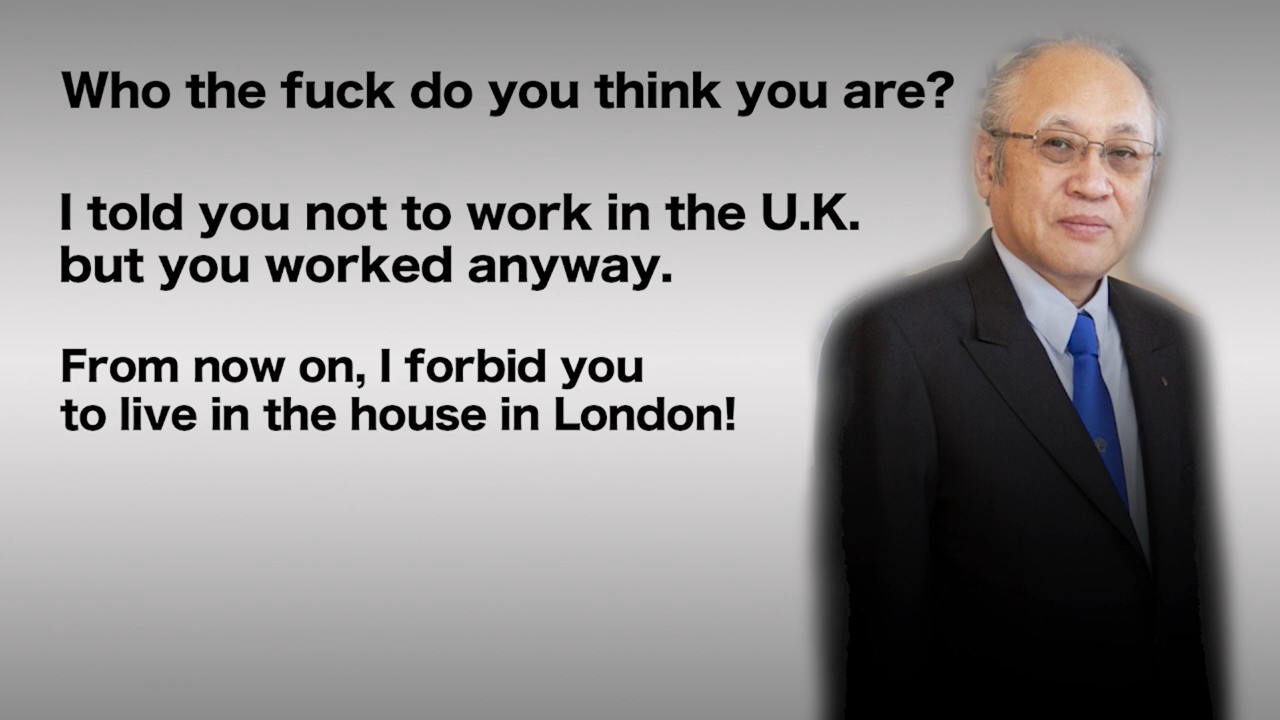 Who the fuck do you think you are?
I told you not to work in the U.K.
but you worked anyway.
From now on, I forbid you
to live in the house in London!